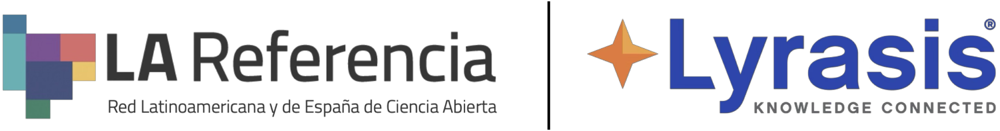 LA Referencia
Red Latinoamericana y de España de Ciencia Abierta
Lyrasis®
KNOWLEDGE CONNECTED